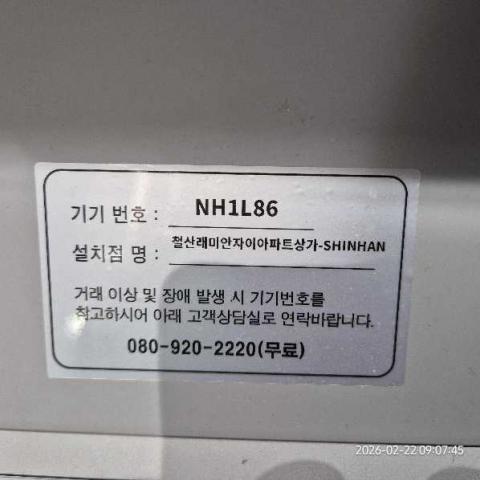 기기 번호 : NH1L86
설치점 명 : 철산래미안자이아파트상가-SHINHAN
거래 이상 및 장애 발생 시 기기번호를
착고하시어 아래 고객상담실로 연락바랍니다.
080-920-2220(무료)
2026-02-22 09:07:45